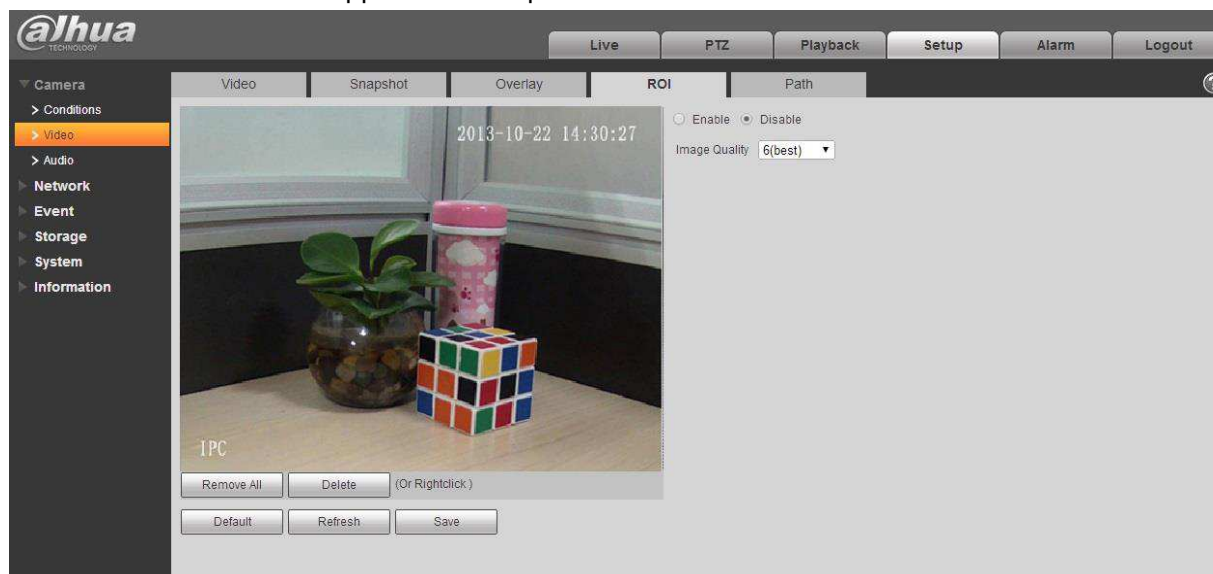 alhua
TECHNOLOGY
Live
PTZ
Playback
Setup
Alarm
Logout
Camera
> Conditions
> Video
> Audio
Network
Event
Storage
System
Information
Video
Snapshot
Overlay
ROI
Path
?
2013-10-22 14:30:27
IPC
Enable
Disable
Image Quality 6(best)
Remove All
Delete
(Or Rightclick )
Default
Refresh
Save